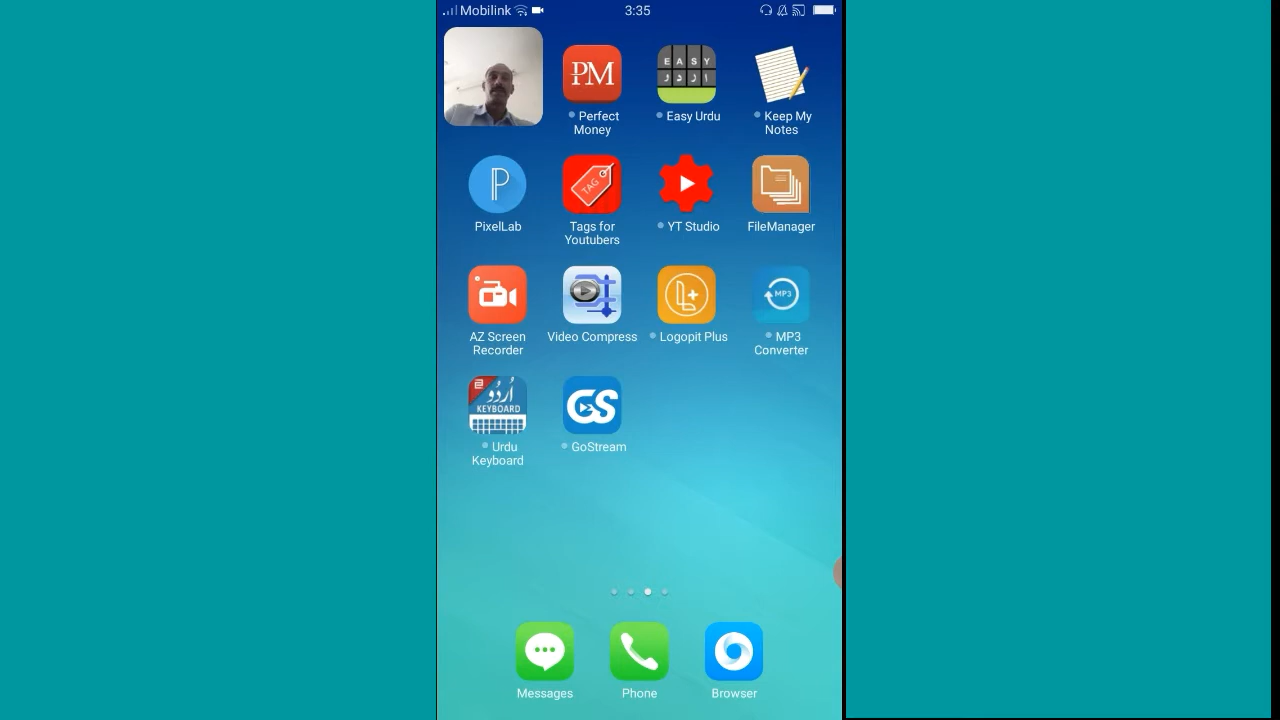 Mobilink 3:35
PM
EASY
اردو
Perfect
Money
Easy Urdu
Keep My
Notes
P
TAG
PixelLab
Tags for
Youtubers
YT Studio
FileManager
MP3
AZ Screen
Recorder
Video Compress
Logopit Plus
MP3
Converter
اُردُو
KEYBOARD
GS
Urdu
Keyboard
GoStream
Messages
Phone
Browser